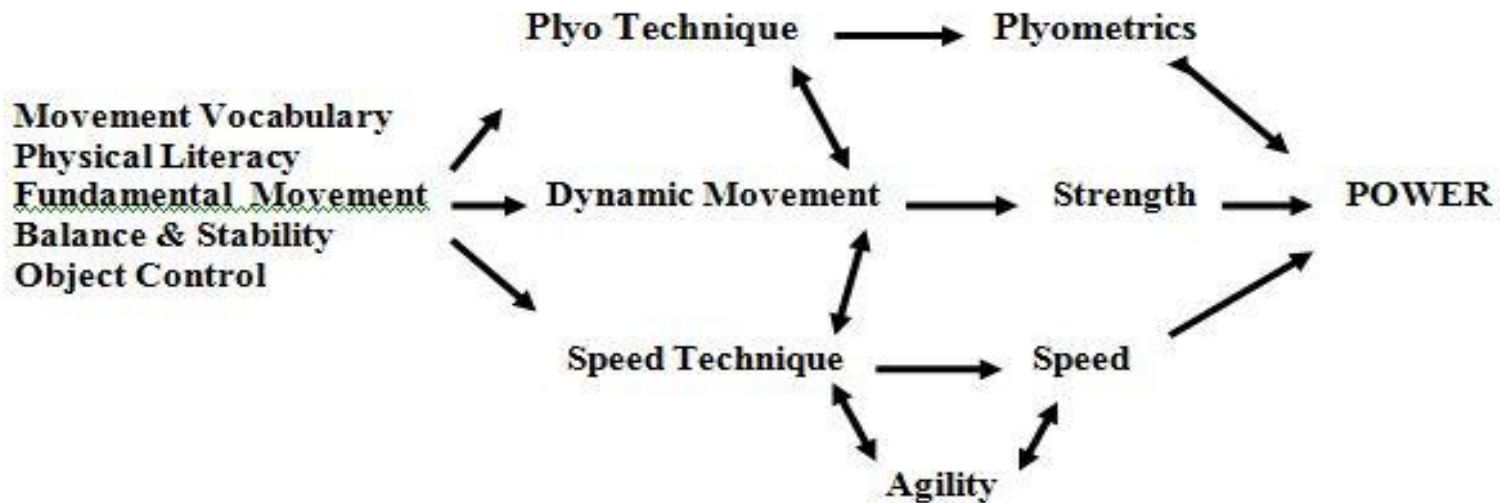 Plyo Technique
Plyometrics
Movement Vocabulary
Physical Literacy
Fundamental Movement
Balance & Stability
Object Control
Dynamic Movement
Strength
POWER
Speed Technique
Speed
Agility